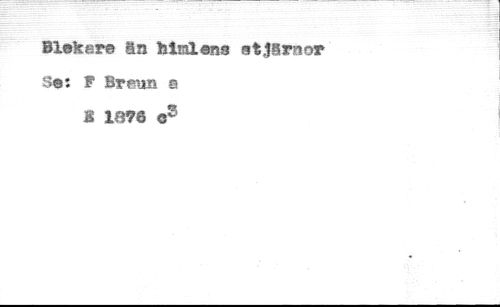 Blekare än himlens stjärnor
Se: F Braun a
E 1876 c³